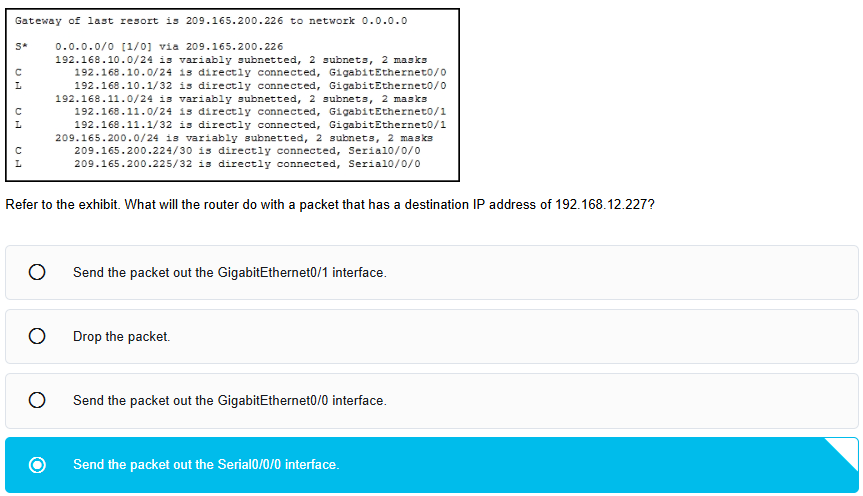 Gateway of last resort is 209.165.200.226 to network 0.0.0.0
S* 0.0.0.0/0 [1/0] via 209.165.200.226
192.168.10.0/24 is variably subnetted, 2 subnets, 2 masks
C 192.168.10.0/24 is directly connected, GigabitEthernet0/0
L 192.168.10.1/32 is directly connected, GigabitEthernet0/0
192.168.11.0/24 is variably subnetted, 2 subnets, 2 masks
C 192.168.11.0/24 is directly connected, GigabitEthernet0/1
L 192.168.11.1/32 is directly connected, GigabitEthernet0/1
209.165.200.0/24 is variably subnetted, 2 subnets, 2 masks
C 209.165.200.224/30 is directly connected, Serial0/0/0
L 209.165.200.225/32 is directly connected, Serial0/0/0
Refer to the exhibit. What will the router do with a packet that has a destination IP address of 192.168.12.227?
Send the packet out the GigabitEthernet0/1 interface.
Drop the packet.
Send the packet out the GigabitEthernet0/0 interface.
Send the packet out the Serial0/0/0 interface.